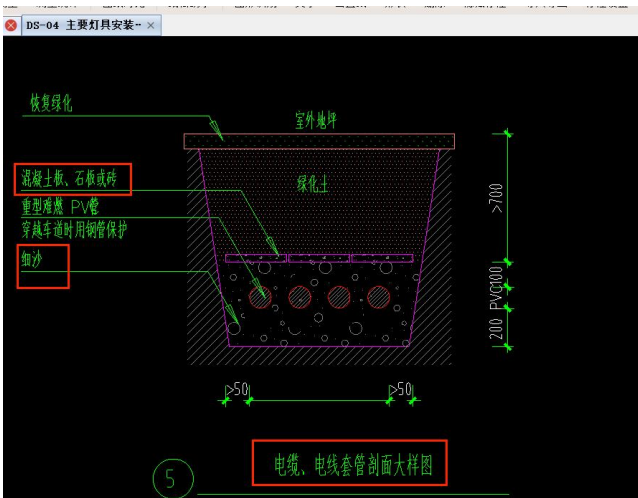 DS-04 主要灯具安装-
恢复绿化
室外地坪
混凝土板、石板或砖
绿化土
重型难燃 PV管
穿越车道时用钢管保护
细沙
>700
100
PVC
200
>50
>50
电缆、电线套管剖面大样图
5